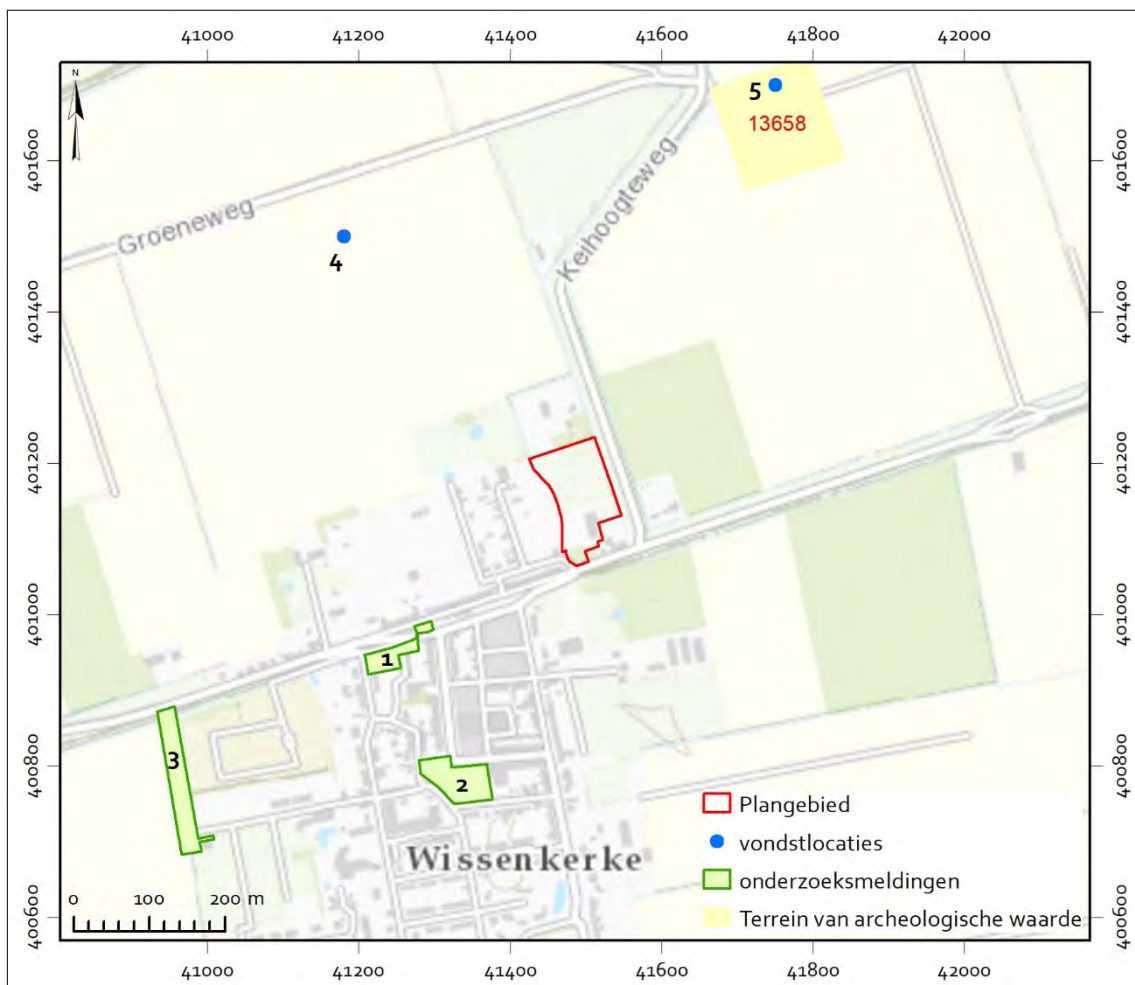 41000 41200 41400 41600 41800 42000
N
401600 401600
401400 401400
401200 401200
401000 401000
400800 400800
400600 400600
5
13658
Groeneweg
Keihoogteweg
4
1
3
2
Wissenkerke
Plangebied
vondstlocaties
onderzoeksmeldingen
Terrein van archeologische waarde
0 100 200 m
41000 41200 41400 41600 41800 42000